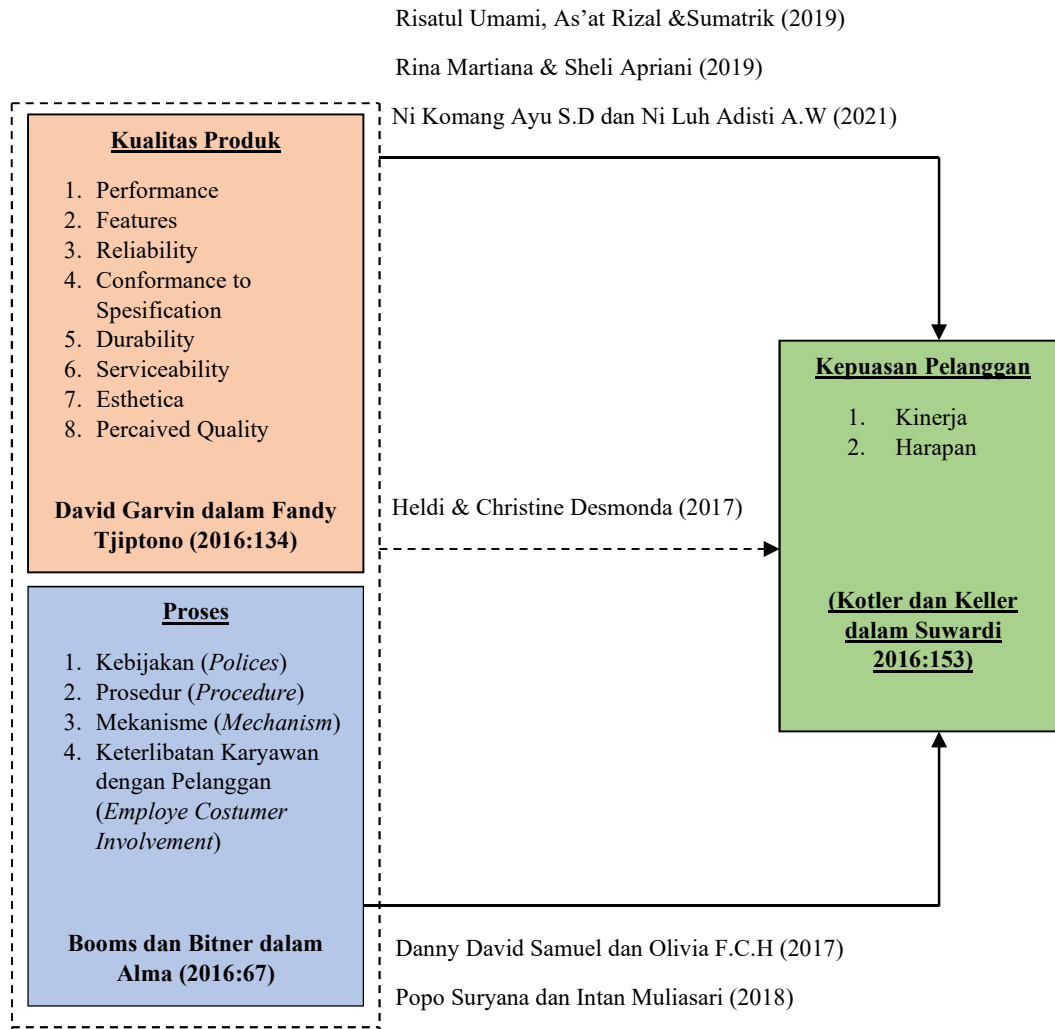 Risatul Umami, As’at Rizal &Sumatrik (2019)
Rina Martiana & Sheli Apriani (2019)
Ni Komang Ayu S.D dan Ni Luh Adisti A.W (2021)
Kualitas Produk
1. Performance
2. Features
3. Reliability
4. Conformance to
Spesification
5. Durability
6. Serviceability
7. Esthetica
8. Percaived Quality
David Garvin dalam Fandy
Tjiptono (2016:134)
Kepuasan Pelanggan
1. Kinerja
2. Harapan
(Kotler dan Keller
dalam Suwardi
2016:153)
Heldi & Christine Desmonda (2017)
Proses
1. Kebijakan (Polices)
2. Prosedur (Procedure)
3. Mekanisme (Mechanism)
4. Keterlibatan Karyawan
dengan Pelanggan
(Employe Costumer
Involvement)
Booms dan Bitner dalam
Alma (2016:67)
Danny David Samuel dan Olivia F.C.H (2017)
Popo Suryana dan Intan Muliasari (2018)